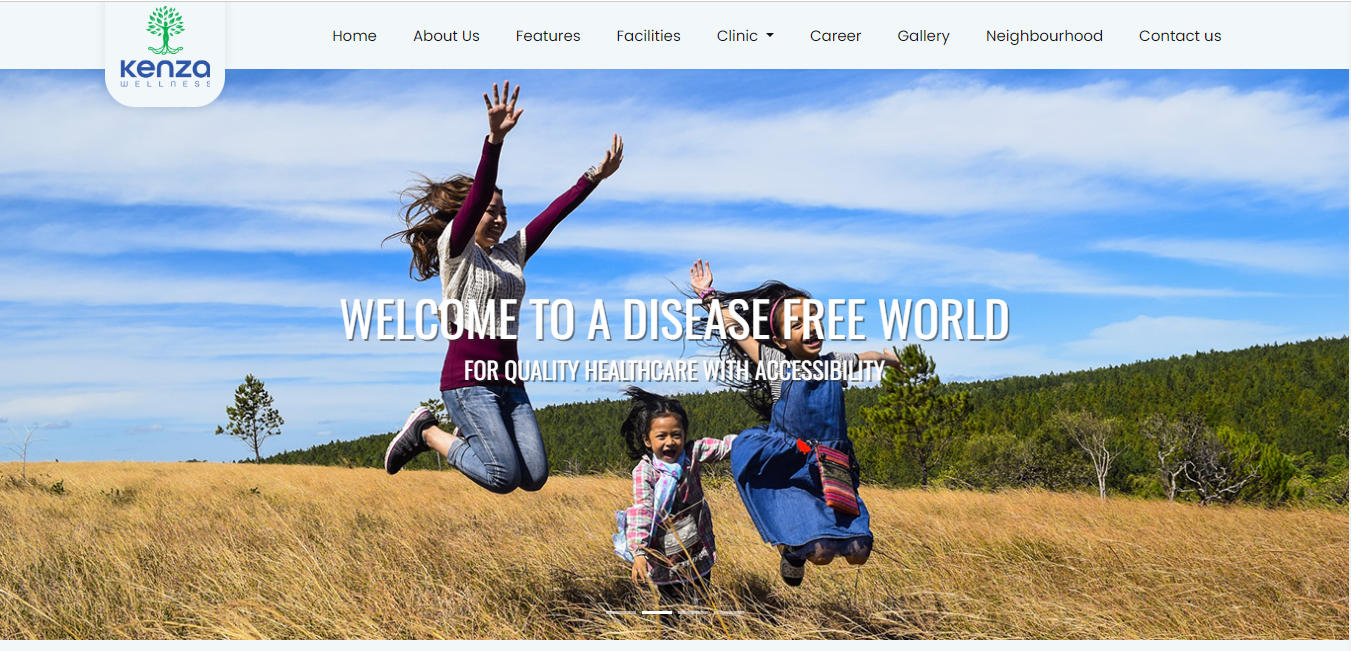 Kenza
WELLNESS
Home About Us Features Facilities Clinic Career Gallery Neighbourhood Contact us
WELCOME TO A DISEASE FREE WORLD
FOR QUALITY HEALTHCARE WITH ACCESSIBILITY